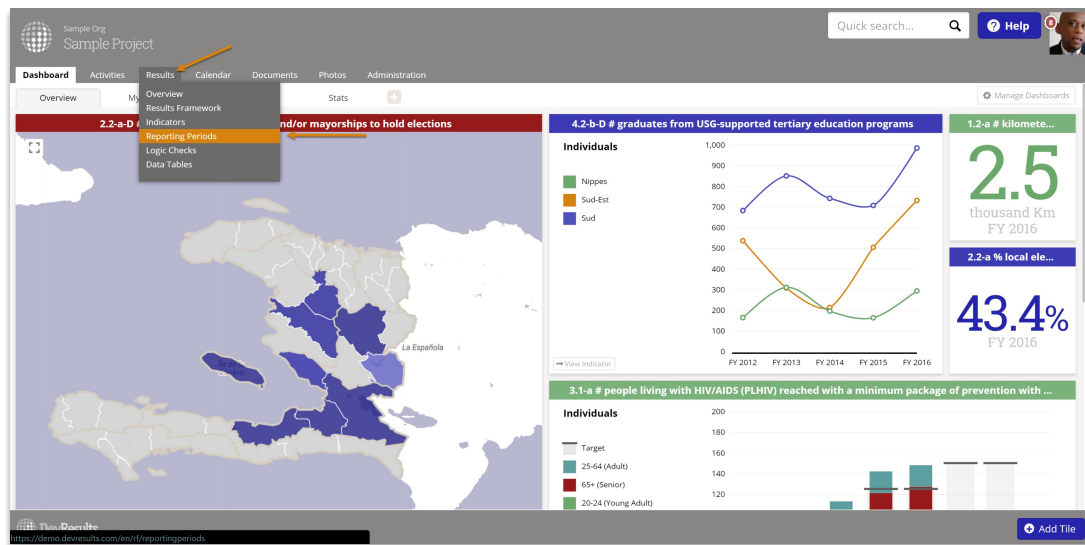 Sample Org
Sample Project
Quick search...
? Help
8
Dashboard Activities Results Calendar Documents Photos Administration
Overview
My
Stats
Manage Dashboards
Overview
Results Framework
Indicators
Reporting Periods
Logic Checks
Data Tables
2.2-a-D #
nd/or mayorships to hold elections
La Española
4.2-b-D # graduates from USG-supported tertiary education programs
Individuals
Nippes
Sud-Est
Sud
1,000
900
800
700
600
500
400
300
200
100
0
FY 2012 FY 2013 FY 2014 FY 2015 FY 2016
View Indicator
1.2-a # kilomete...
2.5
thousand Km
FY 2016
2.2-a % local ele...
43.4%
FY 2016
3.1-a # people living with HIV/AIDS (PLHIV) reached with a minimum package of prevention with ...
Individuals
Target
25-64 (Adult)
65+ (Senior)
20-24 (Young Adult)
200
180
160
140
120
DevResults
https://demo.devresults.com/en/rf/reportingperiods
Add Tile